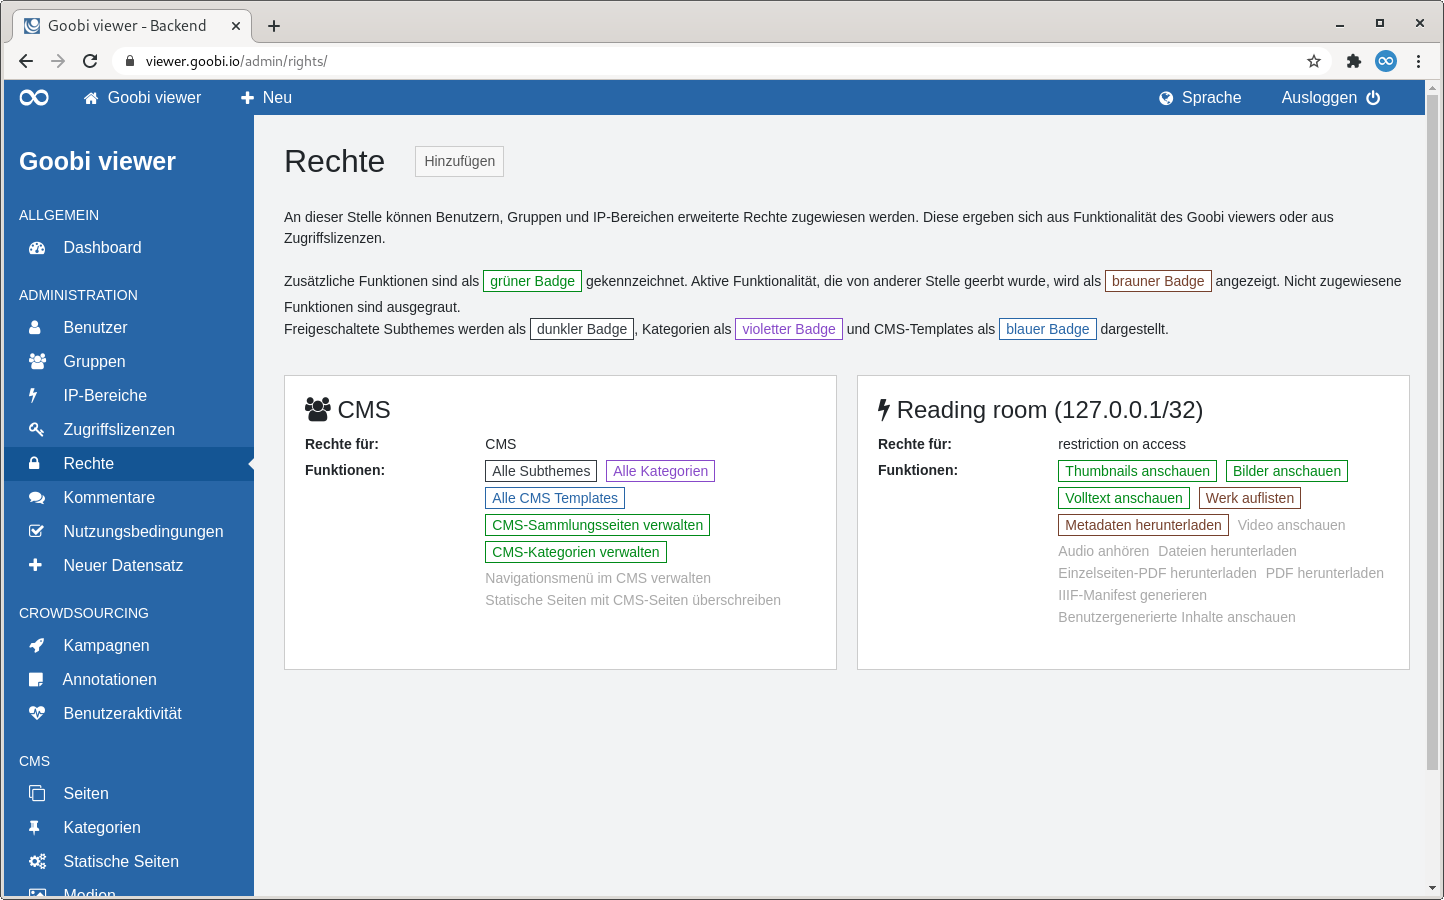 Goobi viewer - Backend
viewer.goobi.io/admin/rights/
Goobi viewer
Neu
Sprache
Ausloggen
Goobi viewer
ALLGEMEIN
Dashboard
ADMINISTRATION
Benutzer
Gruppen
IP-Bereiche
Zugriffslizenzen
Rechte
Kommentare
Nutzungsbedingungen
Neuer Datensatz
CROWDSOURCING
Kampagnen
Annotationen
Benutzeraktivität
CMS
Seiten
Kategorien
Statische Seiten
Medien
Rechte
Hinzufügen
An dieser Stelle können Benutzern, Gruppen und IP-Bereichen erweiterte Rechte zugewiesen werden. Diese ergeben sich aus Funktionalität des Goobi viewers oder aus
Zugriffslizenzen.
Zusätzliche Funktionen sind als grüner Badge gekennzeichnet. Aktive Funktionalität, die von anderer Stelle geerbt wurde, wird als brauner Badge angezeigt. Nicht zugewiesene
Funktionen sind ausgegraut.
Freigeschaltete Subthemes werden als dunkler Badge, Kategorien als violetter Badge und CMS-Templates als blauer Badge dargestellt.
CMS
Rechte für: CMS
Funktionen: Alle Subthemes Alle Kategorien
Alle CMS Templates
CMS-Sammlungsseiten verwalten
CMS-Kategorien verwalten
Navigationsmenü im CMS verwalten
Statische Seiten mit CMS-Seiten überschreiben
Reading room (127.0.0.1/32)
Rechte für: restriction on access
Funktionen: Thumbnails anschauen Bilder anschauen
Volltext anschauen Werk auflisten
Metadaten herunterladen Video anschauen
Audio anhören Dateien herunterladen
Einzelseiten-PDF herunterladen PDF herunterladen
IIIF-Manifest generieren
Benutzergenerierte Inhalte anschauen